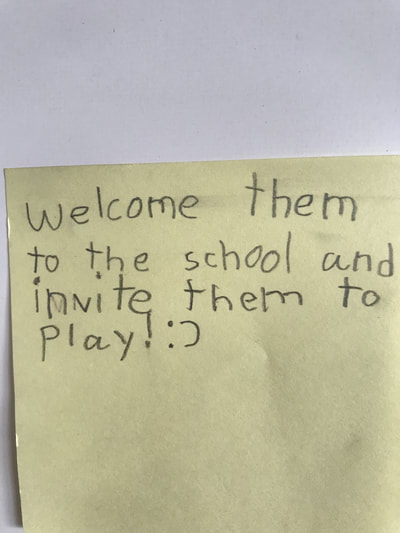 Welcome them
to the school and
invite them to
play! :)